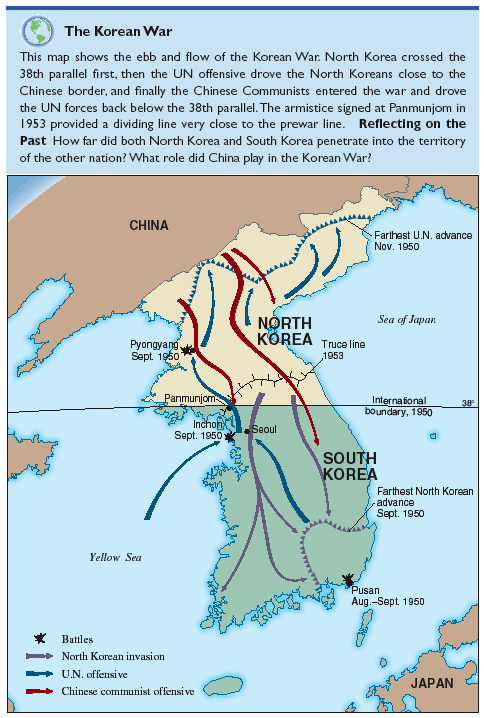 The Korean War
This map shows the ebb and flow of the Korean War. North Korea crossed the
38th parallel first, then the UN offensive drove the North Koreans close to the
Chinese border, and finally the Chinese Communists entered the war and drove
the UN forces back below the 38th parallel. The armistice signed at Panmunjom in
1953 provided a dividing line very close to the prewar line. Reflecting on the
Past How far did both North Korea and South Korea penetrate into the territory
of the other nation? What role did China play in the Korean War?
CHINA
Farthest U.N. advance
Nov. 1950
Sea of Japan
NORTH
KOREA
Pyongyang
Sept. 1950
Truce line
1953
Panmunjom
International
boundary, 1950
38°
Inchon
Sept. 1950
Seoul
SOUTH
KOREA
Farthest North Korean
advance
Sept. 1950
Yellow Sea
Pusan
Aug.–Sept. 1950
Battles
North Korean invasion
U.N. offensive
Chinese communist offensive
JAPAN